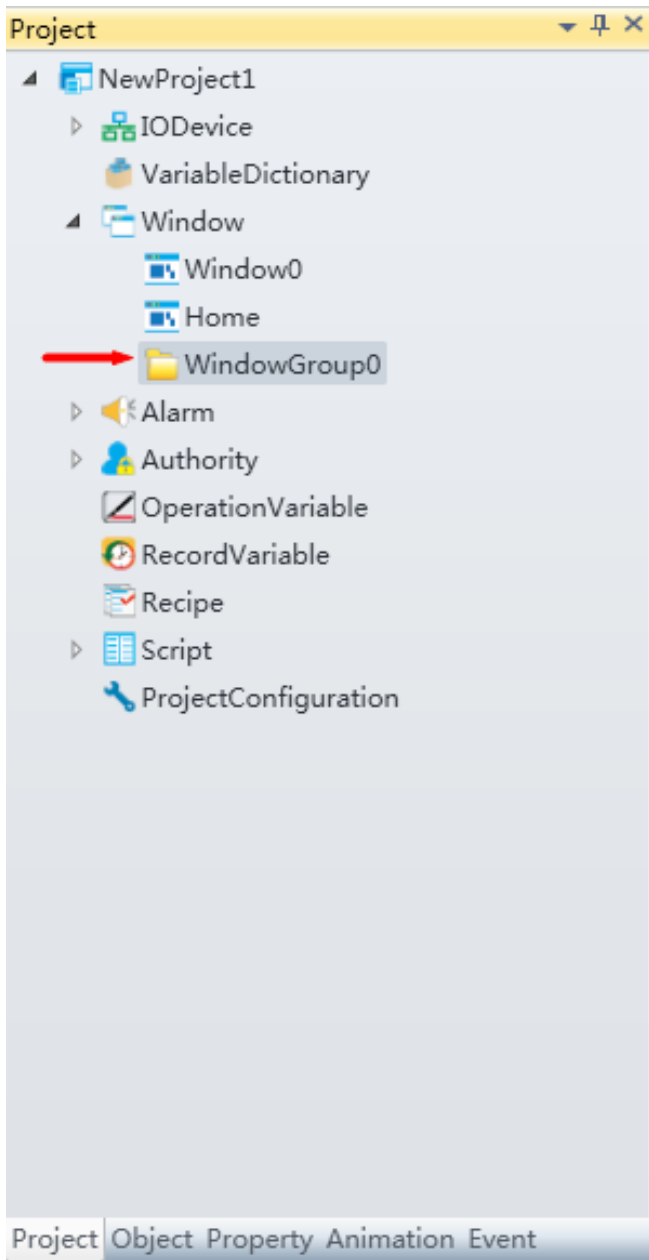 Project
NewProject1
IODevice
VariableDictionary
Window
Window0
Home
WindowGroup0
Alarm
Authority
OperationVariable
RecordVariable
Recipe
Script
ProjectConfiguration
Project Object Property Animation Event